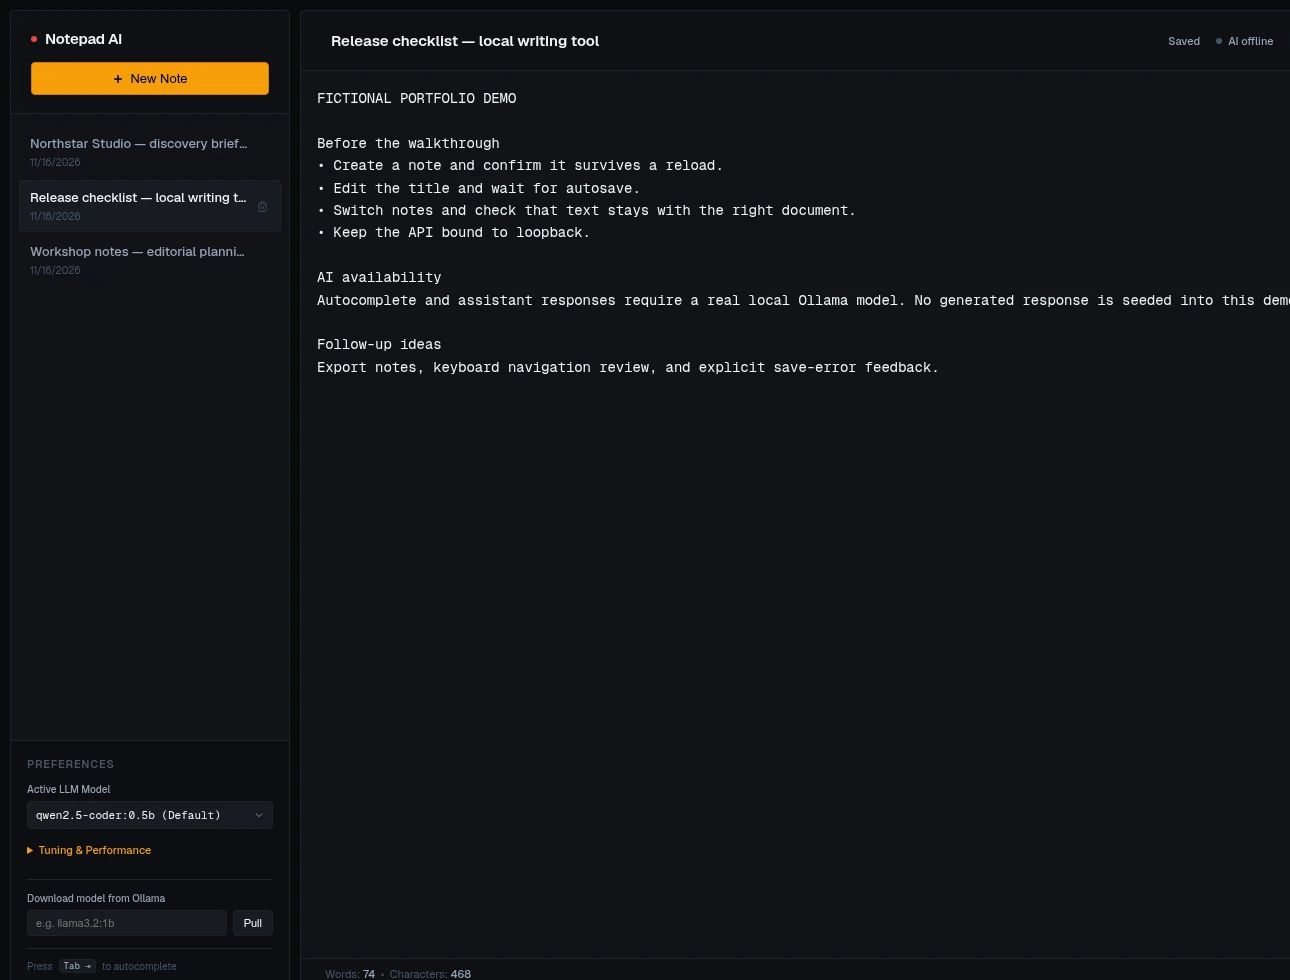 Notepad AI
+ New Note
Northstar Studio — discovery brief…
11/16/2026
Release checklist — local writing t…
11/16/2026
Workshop notes — editorial planni…
11/16/2026
PREFERENCES
Active LLM Model
qwen2.5-coder:0.5b (Default)
Tuning & Performance
Download model from Ollama
e.g. llama3.2:1b
Pull
Press Tab ⇥ to autocomplete
Release checklist — local writing tool
Saved
AI offline
FICTIONAL PORTFOLIO DEMO
Before the walkthrough
• Create a note and confirm it survives a reload.
• Edit the title and wait for autosave.
• Switch notes and check that text stays with the right document.
• Keep the API bound to loopback.
AI availability
Autocomplete and assistant responses require a real local Ollama model. No generated response is seeded into this dem
Follow-up ideas
Export notes, keyboard navigation review, and explicit save-error feedback.
Words: 74 • Characters: 468